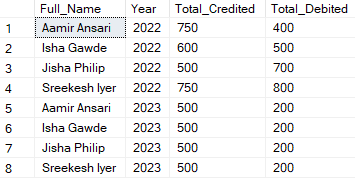 Full_Name Year Total_Credited Total_Debited
1 Aamir Ansari 2022 750 400
2 Isha Gawde 2022 600 500
3 Jisha Philip 2022 500 700
4 Sreekesh Iyer 2022 750 800
5 Aamir Ansari 2023 500 200
6 Isha Gawde 2023 500 200
7 Jisha Philip 2023 500 200
8 Sreekesh Iyer 2023 500 200